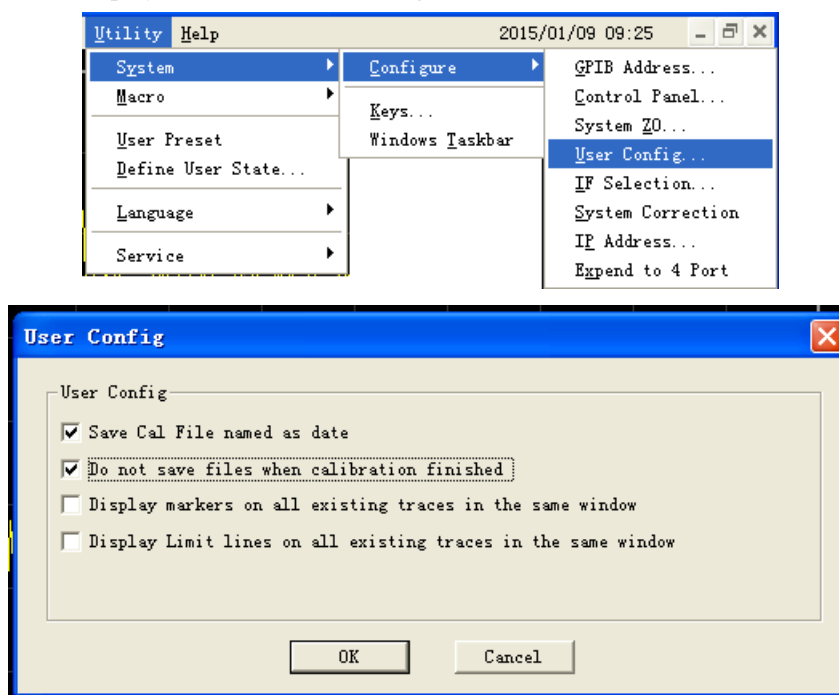 Utility Help 2015/01/09 09:25
System
Macro
User Preset
Define User State...
Language
Service
Configure
Keys...
Windows Taskbar
GPIB Address...
Control Panel...
System Z0...
User Config...
IF Selection...
System Correction
IP Address...
Expend to 4 Port
User Config
User Config
Save Cal File named as date
Do not save files when calibration finished
Display markers on all existing traces in the same window
Display Limit lines on all existing traces in the same window
OK Cancel